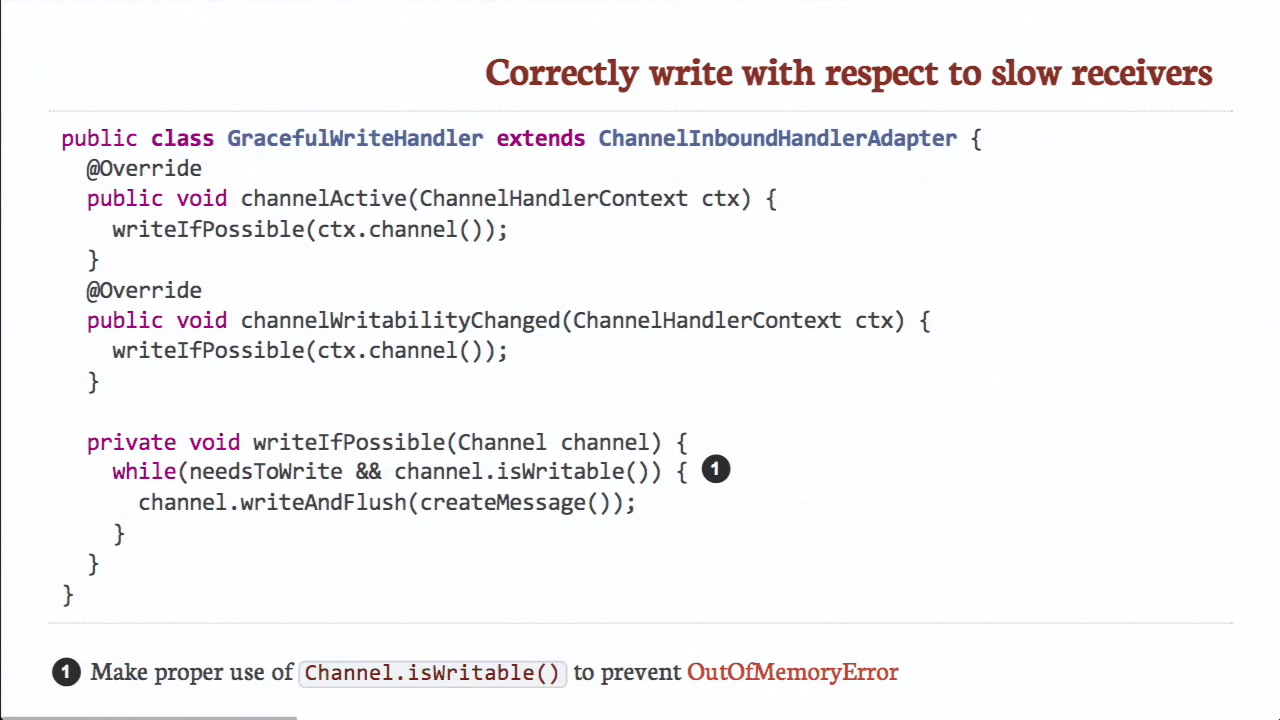 Correctly write with respect to slow receivers
public class GracefulWriteHandler extends ChannelInboundHandlerAdapter {
  @Override
  public void channelActive(ChannelHandlerContext ctx) {
    writeIfPossible(ctx.channel());
  }
  @Override
  public void channelWritabilityChanged(ChannelHandlerContext ctx) {
    writeIfPossible(ctx.channel());
  }
  private void writeIfPossible(Channel channel) {
    while(needsToWrite && channel.isWritable()) { 1
      channel.writeAndFlush(createMessage());
    }
  }
}
1 Make proper use of Channel.isWritable() to prevent OutOfMemoryError